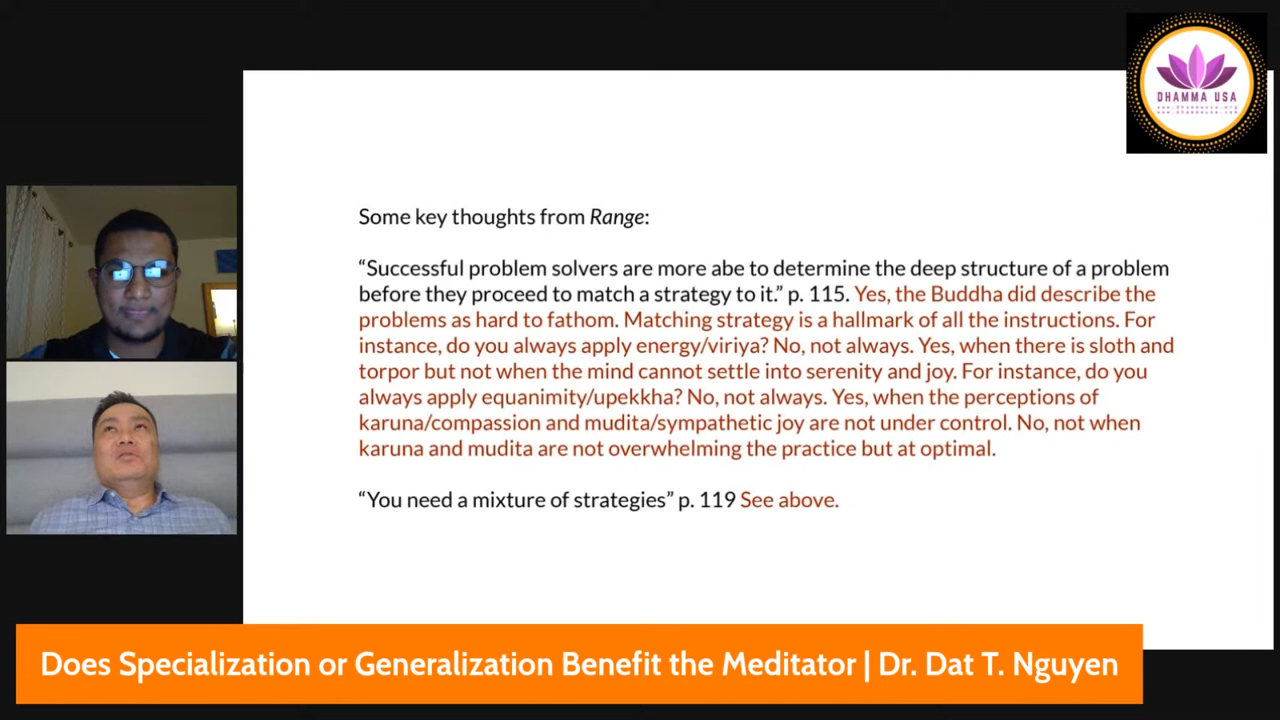 DHAMMA USA
Some key thoughts from Range:
“Successful problem solvers are more abe to determine the deep structure of a problem
before they proceed to match a strategy to it.” p. 115. Yes, the Buddha did describe the
problems as hard to fathom. Matching strategy is a hallmark of all the instructions. For
instance, do you always apply energy/viriya? No, not always. Yes, when there is sloth and
torpor but not when the mind cannot settle into serenity and joy. For instance, do you
always apply equanimity/upekkha? No, not always. Yes, when the perceptions of
karuna/compassion and mudita/sympathetic joy are not under control. No, not when
karuna and mudita are not overwhelming the practice but at optimal.
“You need a mixture of strategies” p. 119 See above.
Does Specialization or Generalization Benefit the Meditator | Dr. Dat T. Nguyen